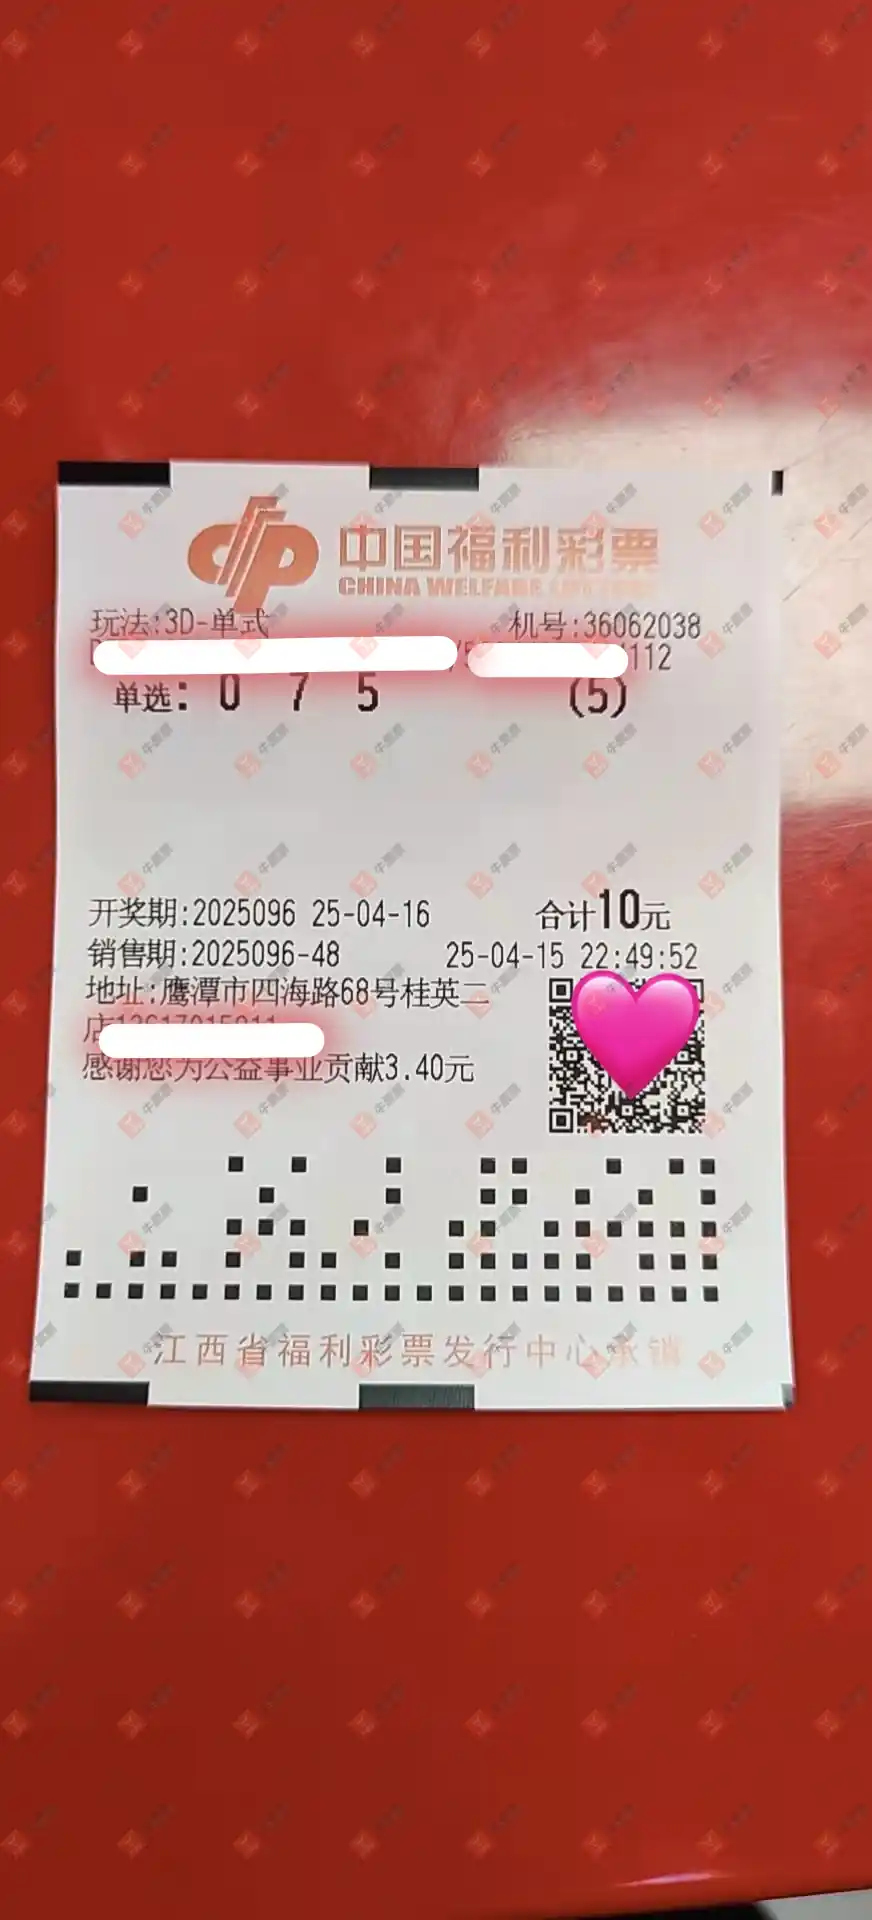 中国福利彩票
CHINA WELFARE LOTTERY
玩法:3D-单式 机号:36062038
112
单选: 0 7 5 (5)
开奖期:2025096 25-04-16 合计10元
销售期:2025096-48 25-04-15 22:49:52
地址:鹰潭市四海路68号桂英二
店
感谢您为公益事业贡献3.40元
江西省福利彩票发行中心承销